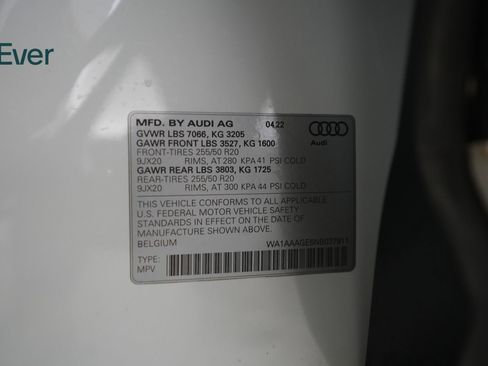 Ever
MFD. BY AUDI AG 04.22
GVWR LBS 7066, KG 3205
GAWR FRONT LBS 3527, KG 1600
FRONT-TIRES 255/50 R20
9JX20 RIMS, AT 280 KPA 41 PSI COLD
GAWR REAR LBS 3803, KG 1725
REAR-TIRES 255/50 R20
9JX20 RIMS, AT 300 KPA 44 PSI COLD
Audi
THIS VEHICLE CONFORMS TO ALL APPLICABLE
U.S. FEDERAL MOTOR VEHICLE SAFETY
STANDARDS IN EFFECT ON THE DATE OF
MANUFACTURE SHOWN ABOVE.
BELGIUM
TYPE:
MPV